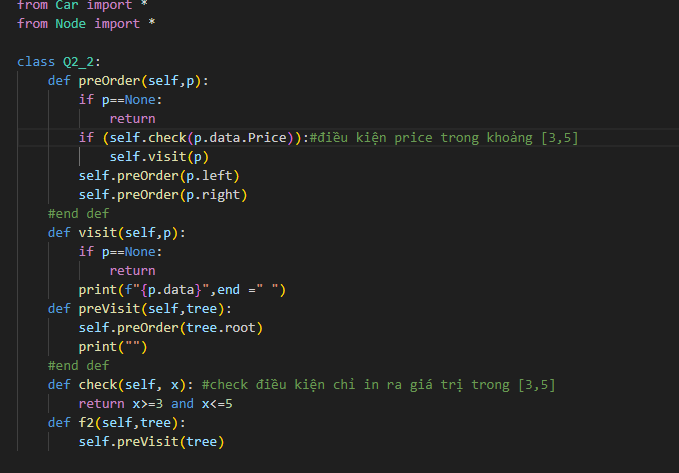 from Car import *
from Node import *
class Q2_2:
def preOrder(self,p):
if p==None:
return
if (self.check(p.data.Price)):#điều kiện price trong khoảng [3,5]
self.visit(p)
self.preOrder(p.left)
self.preOrder(p.right)
#end def
def visit(self,p):
if p==None:
return
print(f"{p.data}",end =" ")
def preVisit(self,tree):
self.preOrder(tree.root)
print("")
#end def
def check(self, x): #check điều kiện chỉ in ra giá trị trong [3,5]
return x>=3 and x<=5
def f2(self,tree):
self.preVisit(tree)